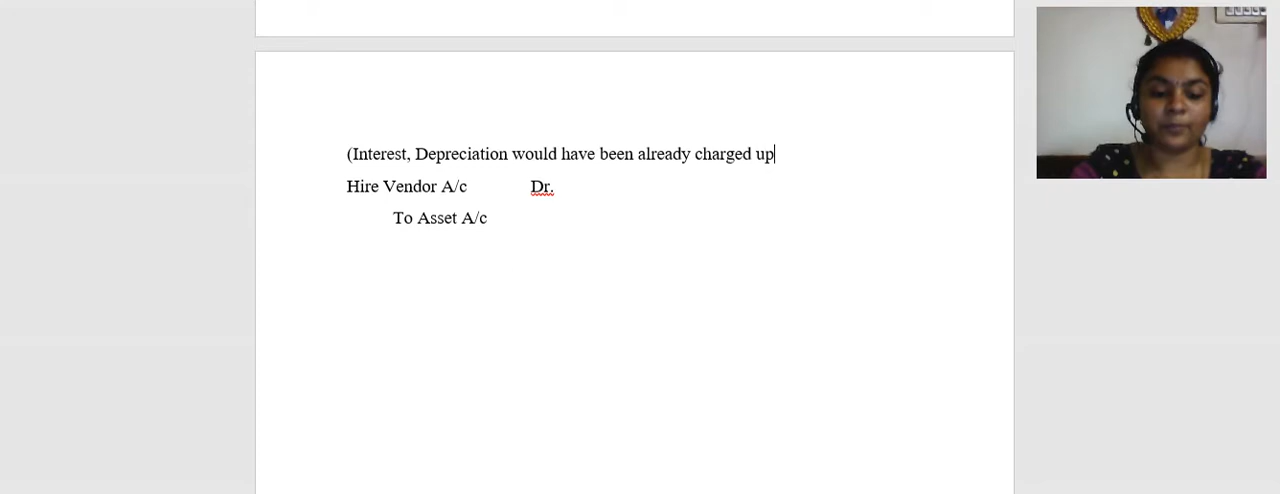 (Interest, Depreciation would have been already charged up
Hire Vendor A/c Dr.
To Asset A/c